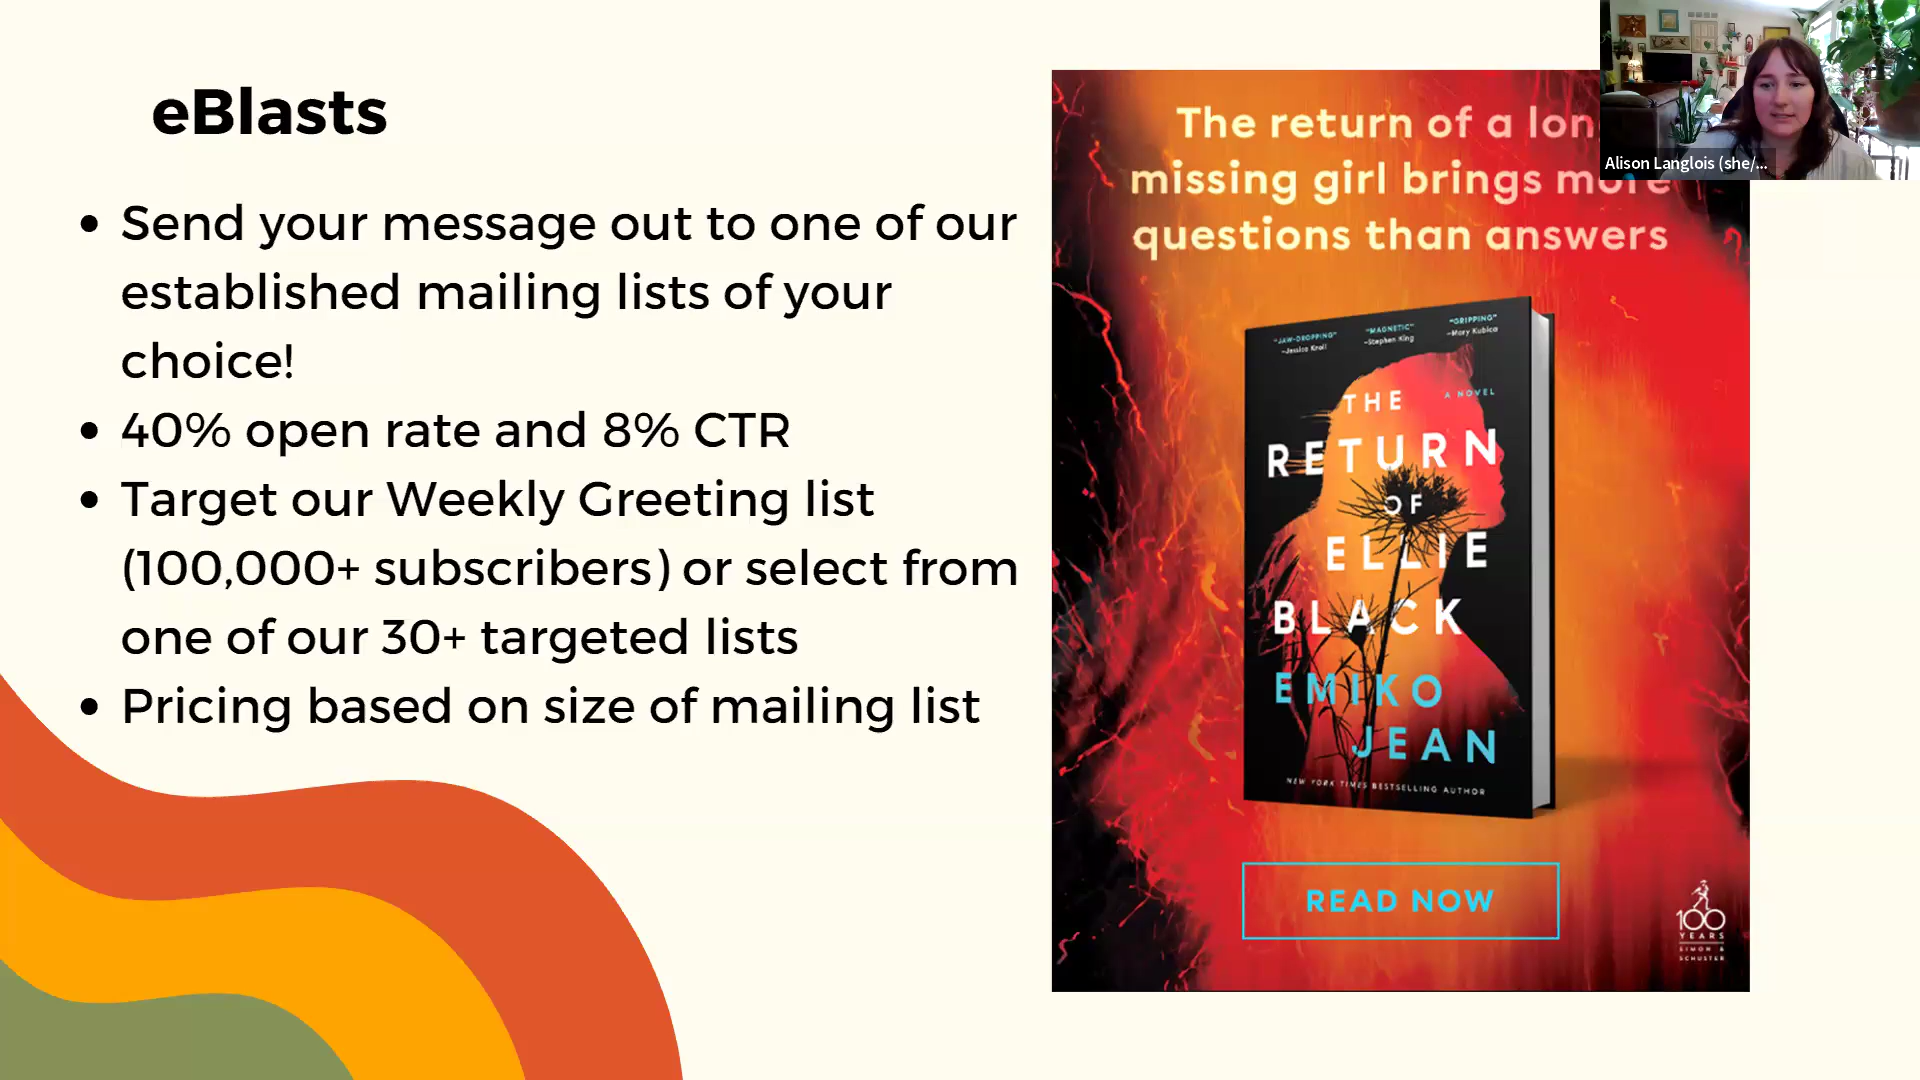 eBlasts
• Send your message out to one of our
established mailing lists of your
choice!
• 40% open rate and 8% CTR
• Target our Weekly Greeting list
(100,000+ subscribers) or select from
one of our 30+ targeted lists
• Pricing based on size of mailing list
The return of a lon
missing girl brings more
questions than answers
"JAW-DROPPING"
–Jessica Knoll
"MAGNETIC"
–Stephen King
"GRIPPING"
–Mary Kubica
THE
A NOVEL
RETURN
OF
ELLIE
BLACK
EMIKO
JEAN
NEW YORK TIMES BESTSELLING AUTHOR
READ NOW
100
YEARS
SIMON &
SCHUSTER
Alison Langlois (she/...